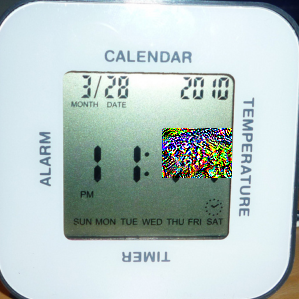 CALENDAR
3/28 2010
MONTH DATE
ALARM
TEMPERATURE
11:
PM
SUN MON TUE WED THU FRI SAT
TIMER